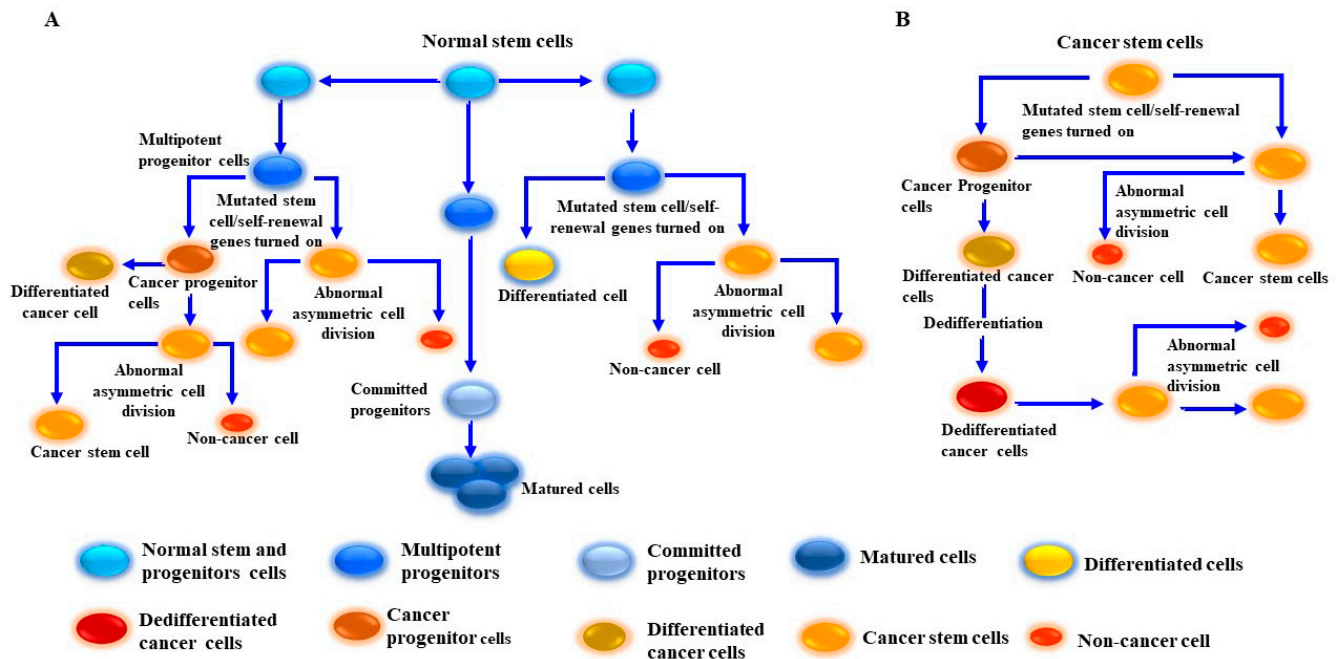 A
Normal stem cells
Multipotent
progenitor cells
Mutated stem
cell/self-renewal
genes turned on
Differentiated
cancer cell
Cancer progenitor
cells
Abnormal
asymmetric cell
division
Abnormal
asymmetric cell
division
Cancer stem cell
Non-cancer cell
Committed
progenitors
Matured cells
Mutated stem cell/self-
renewal genes turned on
Differentiated cell
Abnormal
asymmetric cell
division
Non-cancer cell
B
Cancer stem cells
Mutated stem cell/self-renewal
genes turned on
Cancer Progenitor
cells
Abnormal
asymmetric cell
division
Differentiated cancer
cells
Non-cancer cell
Cancer stem cells
Dedifferentiation
Abnormal
asymmetric cell
division
Dedifferentiated
cancer cells
Normal stem and
progenitors cells
Multipotent
progenitors
Committed
progenitors
Matured cells
Differentiated cells
Dedifferentiated
cancer cells
Cancer
progenitor cells
Differentiated
cancer cells
Cancer stem cells
Non-cancer cell